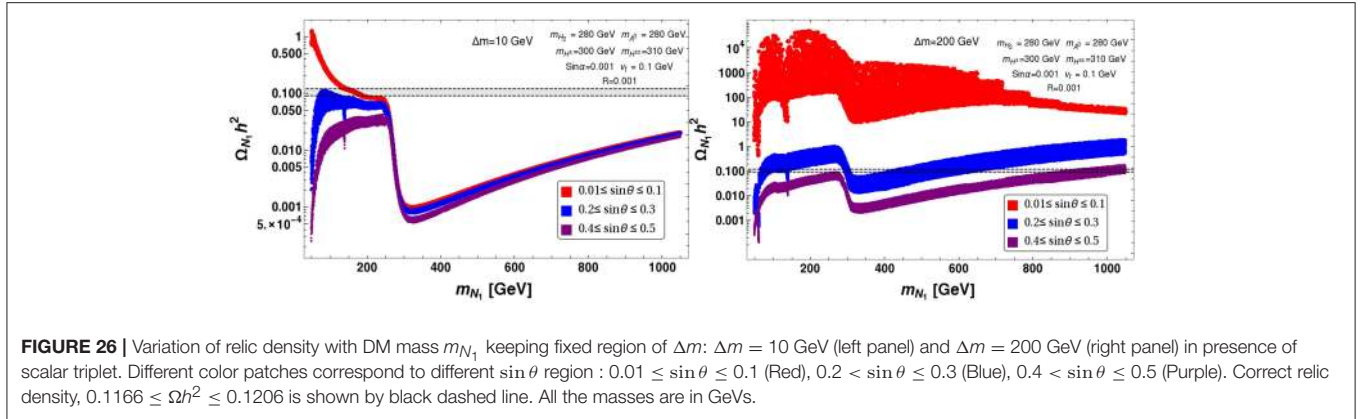 Δm=10 GeV
m_{H_2^0} = 280 GeV m_{A^0} = 280 GeV
m_{H^±}=300 GeV m_{H^{±±}}=310 GeV
Sinα=0.001 v_t = 0.1 GeV
R=0.001
1
0.500
0.100
0.050
0.010
0.005
0.001
5.×10^{-4}
Ω_{N_1} h^2
0.01≤ sinθ ≤ 0.1
0.2≤ sinθ ≤ 0.3
0.4≤ sinθ ≤ 0.5
200 400 600 800 1000
m_{N_1} [GeV]
Δm=200 GeV
m_{H_2^0} = 280 GeV m_{A^0} = 280
m_{H^±}=300 GeV m_{H^{±±}}=310 GeV
Sinα=0.001 v_t = 0.1 GeV
R=0.001
10^4
1000
100
10
1
0.100
0.010
0.001
Ω_{N_1} h^2
0.01≤ sinθ ≤ 0.1
0.2≤ sinθ ≤ 0.3
0.4≤ sinθ ≤ 0.5
200 400 600 800 1000
m_{N_1} [GeV]
FIGURE 26 | Variation of relic density with DM mass m_{N_1} keeping fixed region of Δm: Δm = 10 GeV (left panel) and Δm = 200 GeV (right panel) in presence of
scalar triplet. Different color patches correspond to different sin θ region : 0.01 ≤ sin θ ≤ 0.1 (Red), 0.2 < sin θ ≤ 0.3 (Blue), 0.4 < sin θ ≤ 0.5 (Purple). Correct relic
density, 0.1166 ≤ Ωh^2 ≤ 0.1206 is shown by black dashed line. All the masses are in GeVs.